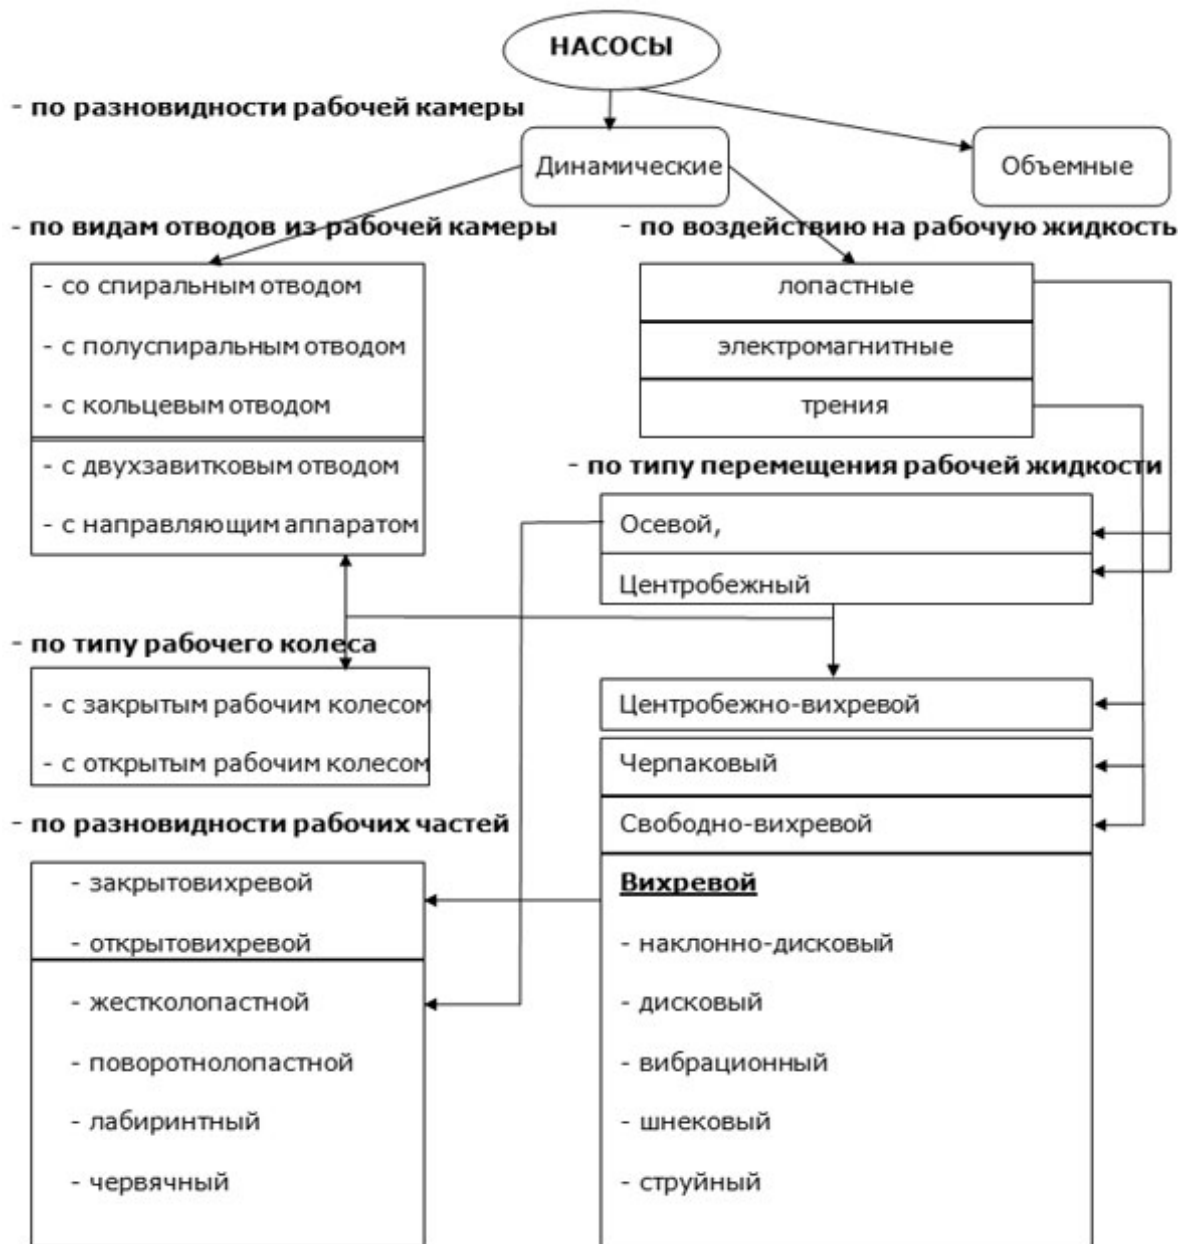 НАСОСЫ
- по разновидности рабочей камеры
Динамические
Объемные
- по видам отводов из рабочей камеры
- по воздействию на рабочую жидкость
- со спиральным отводом
- с полуспиральным отводом
- с кольцевым отводом
- с двухзавитковым отводом
- с направляющим аппаратом
лопастные
электромагнитные
трения
- по типу перемещения рабочей жидкости
Осевой,
Центробежный
- по типу рабочего колеса
- с закрытым рабочим колесом
- с открытым рабочим колесом
Центробежно-вихревой
Черпаковый
Свободно-вихревой
- по разновидности рабочих частей
- закрытовихревой
- открытовихревой
- жестколопастной
- поворотнолопастной
- лабиринтный
- червячный
Вихревой
- наклонно-дисковый
- дисковый
- вибрационный
- шнековый
- струйный